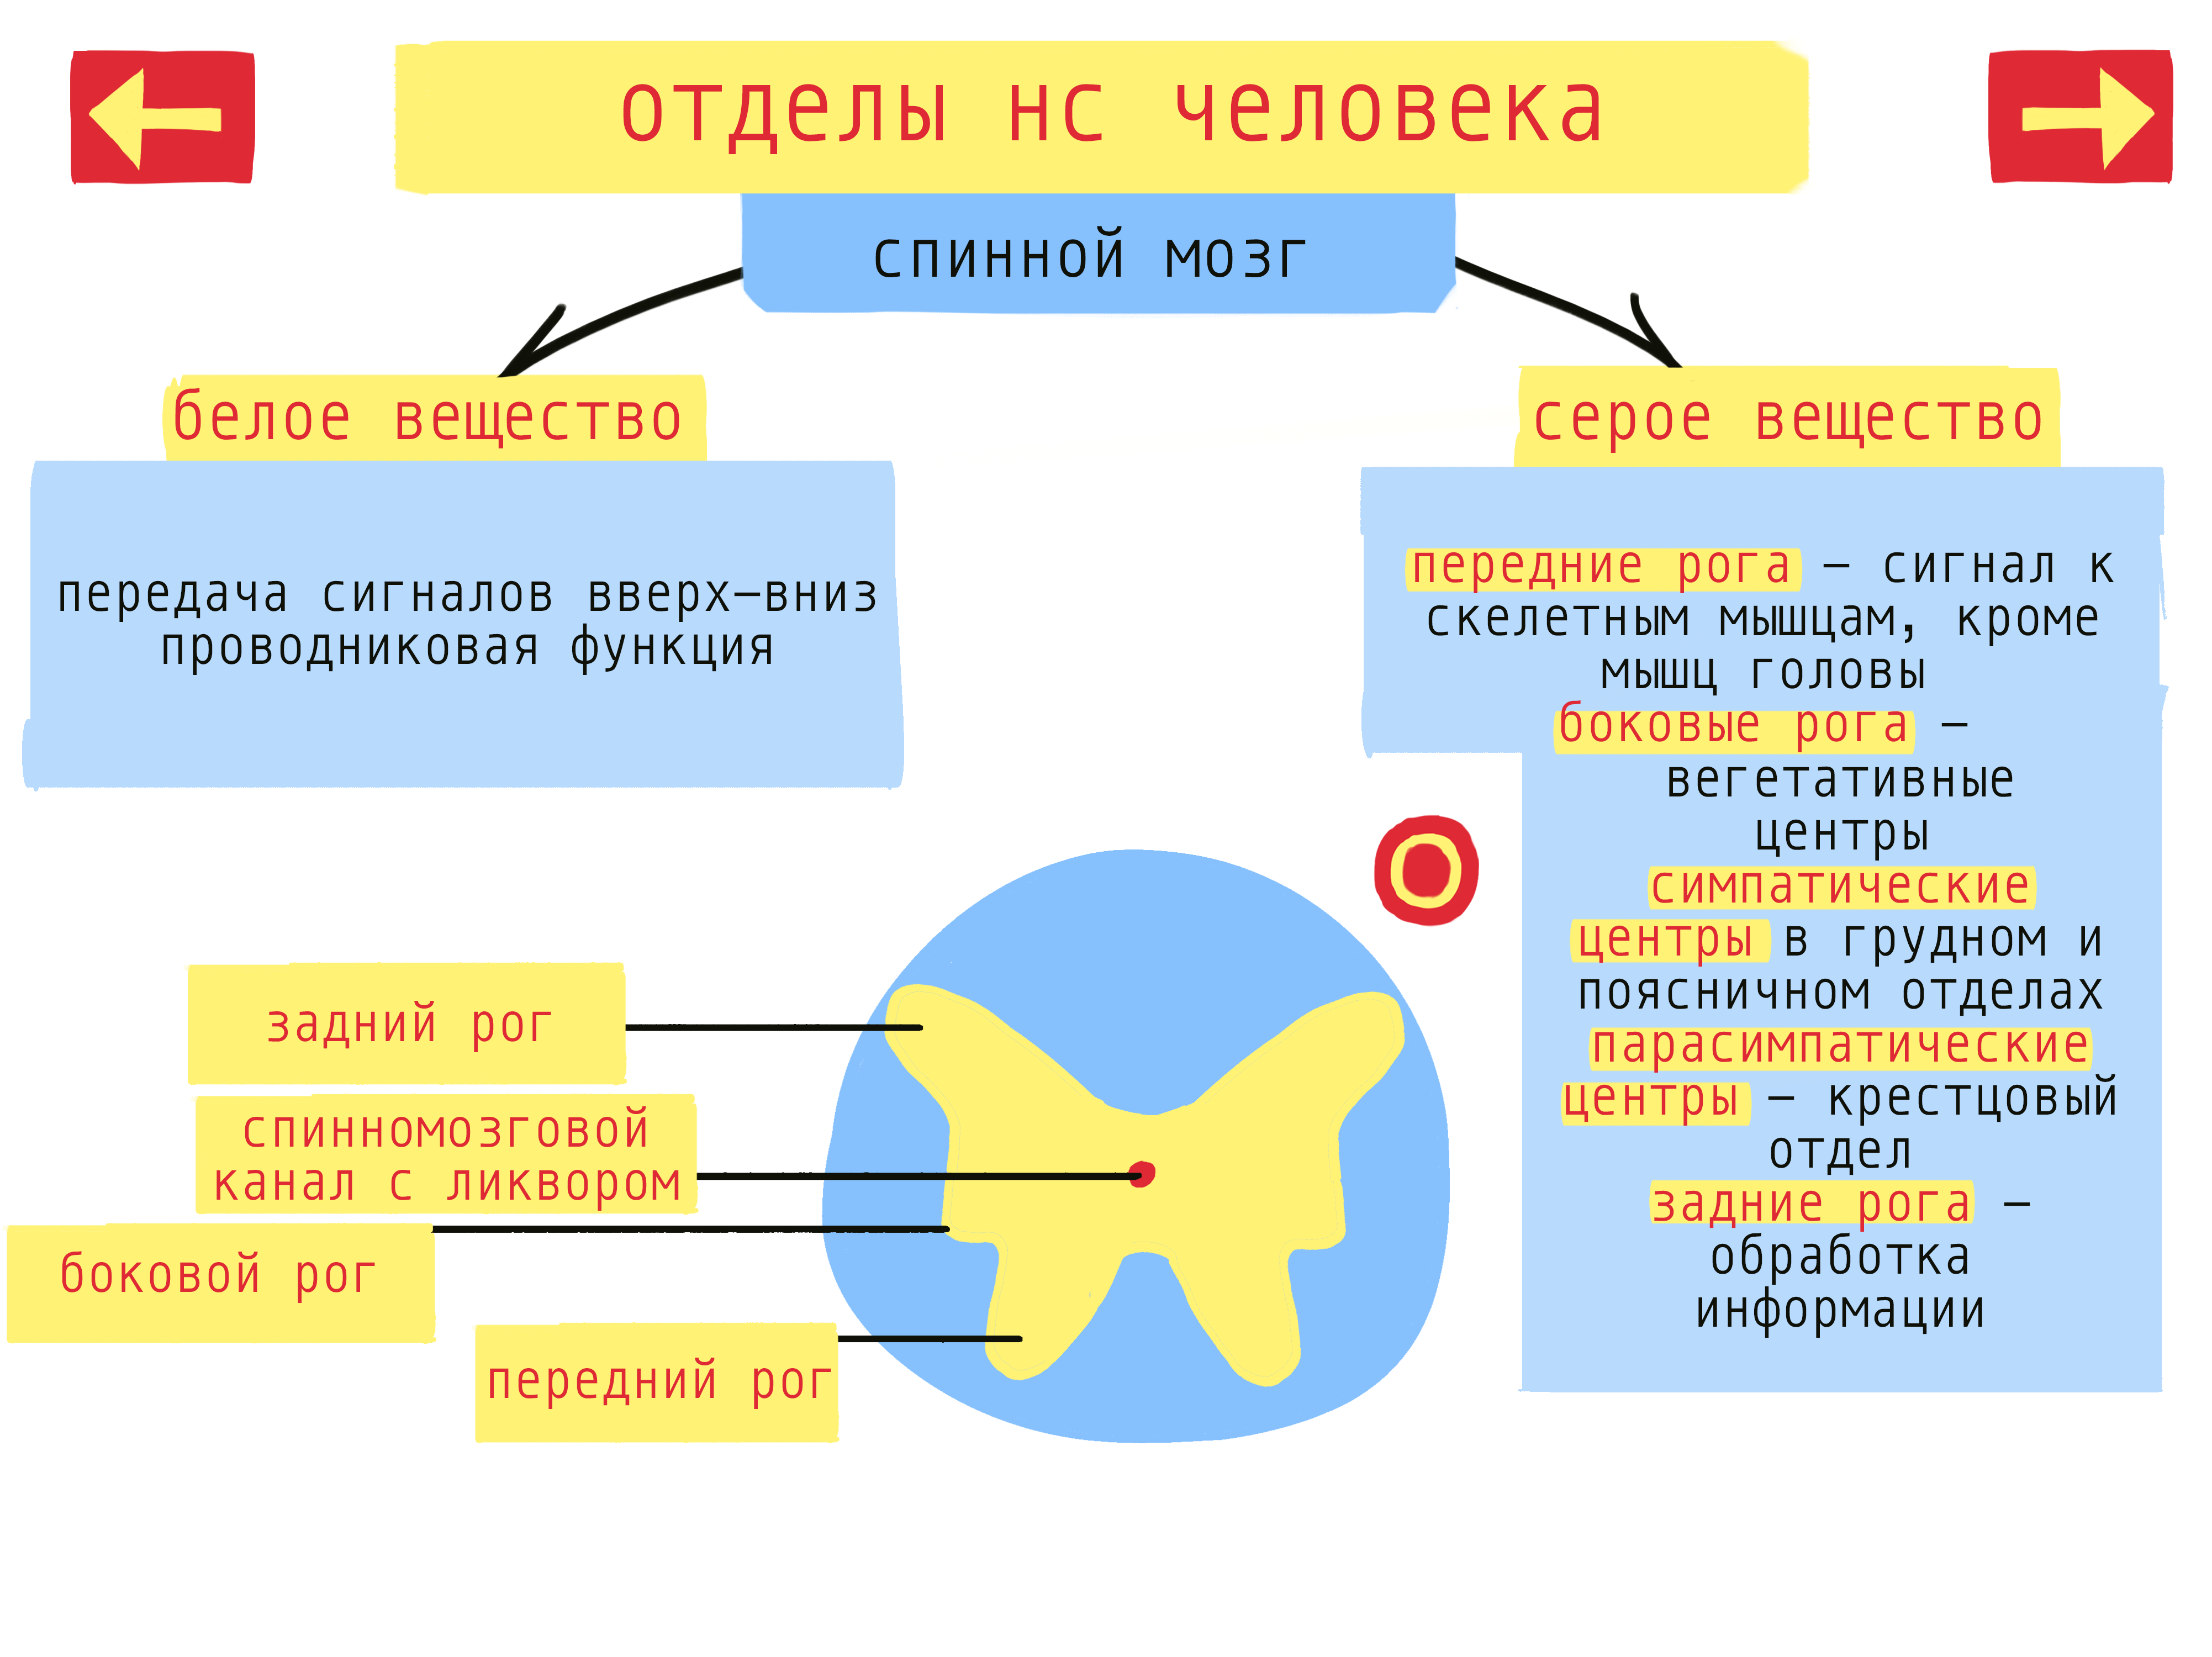 отделы нс человека
спинной мозг
белое вещество
передача сигналов вверх–вниз
проводниковая функция
серое вещество
передние рога – сигнал к
скелетным мышцам, кроме
мышц головы
боковые рога –
вегетативные
центры
симпатические
центры в грудном и
поясничном отделах
парасимпатические
центры – крестцовый
отдел
задние рога –
обработка
информации
задний рог
спинномозговой
канал с ликвором
боковой рог
передний рог